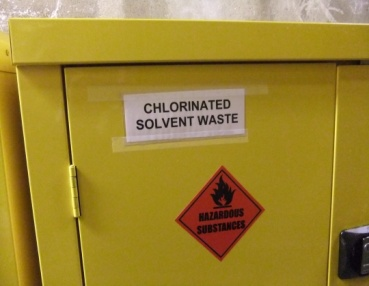 CHLORINATED
SOLVENT WASTE
HAZARDOUS
SUBSTANCES